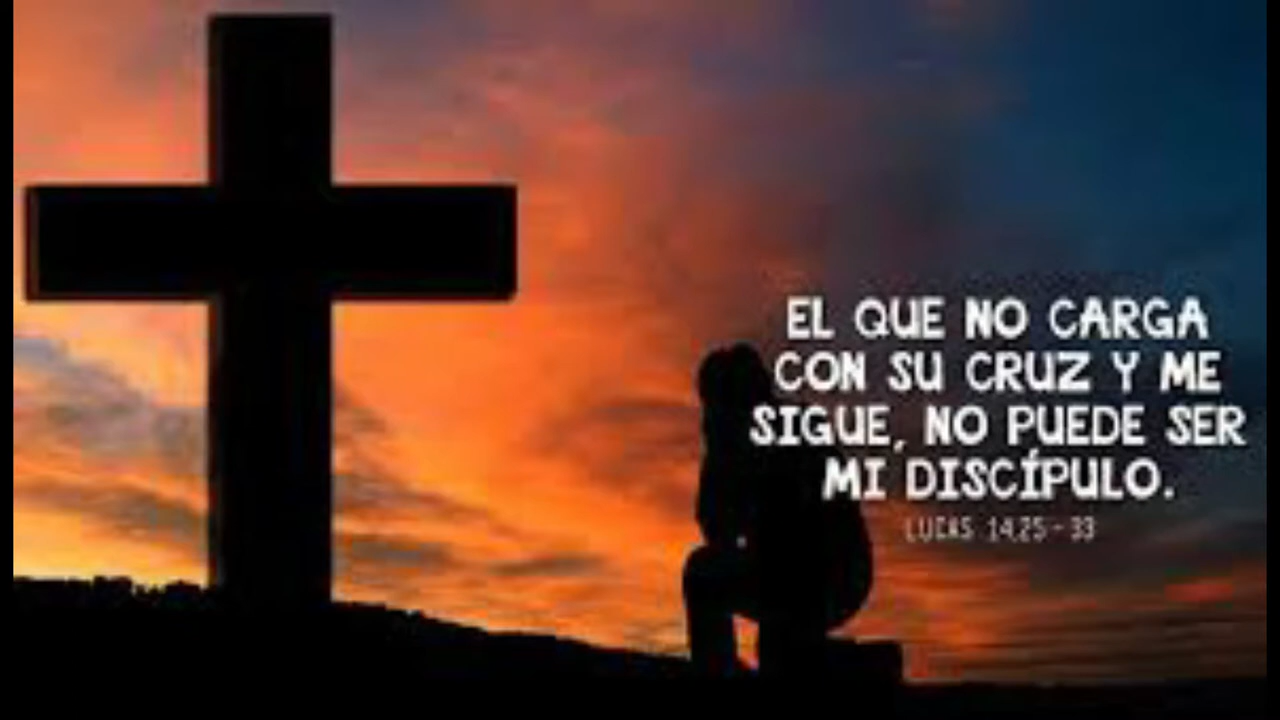 EL QUE NO CARGA
CON SU CRUZ Y ME
SIGUE, NO PUEDE SER
MI DISCÍPULO.
LUCAS 14,25-33